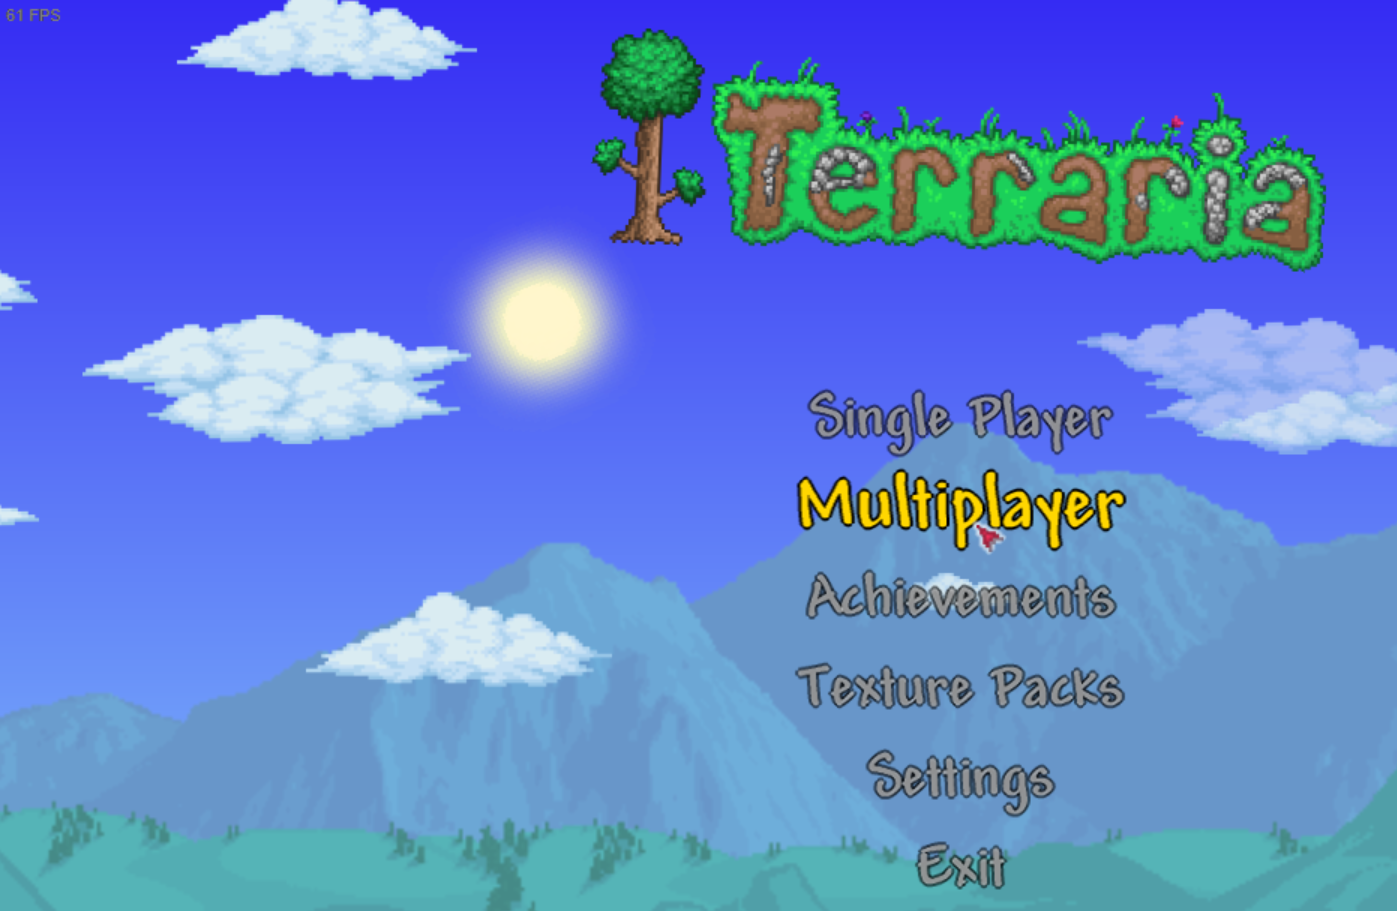 61 FPS
Terraria
Single Player
Multiplayer
Achievements
Texture Packs
Settings
Exit